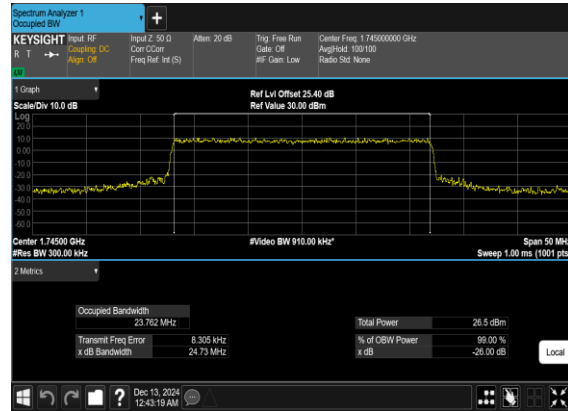 Spectrum Analyzer 1
Occupied BW
KEYSIGHT Input: RF Input Z: 50 Ω Atten: 20 dB Trig: Free Run Center Freq: 1.745000000 GHz
R T Coupling: DC Corr CCorr Gate: Off Avg|Hold: 100/100
Align: Off Freq Ref: Int (S) #IF Gain: Low Radio Std: None
1 Graph
Ref Lvl Offset 25.40 dB
Scale/Div 10.0 dB Ref Value 30.00 dBm
Log
20.0
10.0
0.00
-10.0
-20.0
-30.0
-40.0
-50.0
-60.0
Center 1.74500 GHz #Video BW 910.00 kHz* Span 50 MHz
#Res BW 300.00 kHz Sweep 1.00 ms (1001 pts)
2 Metrics
Occupied Bandwidth
23.762 MHz Total Power 26.5 dBm
Transmit Freq Error 8.305 kHz % of OBW Power 99.00 %
x dB Bandwidth 24.73 MHz x dB -26.00 dB
Local
Dec 13, 2024
12:43:19 AM